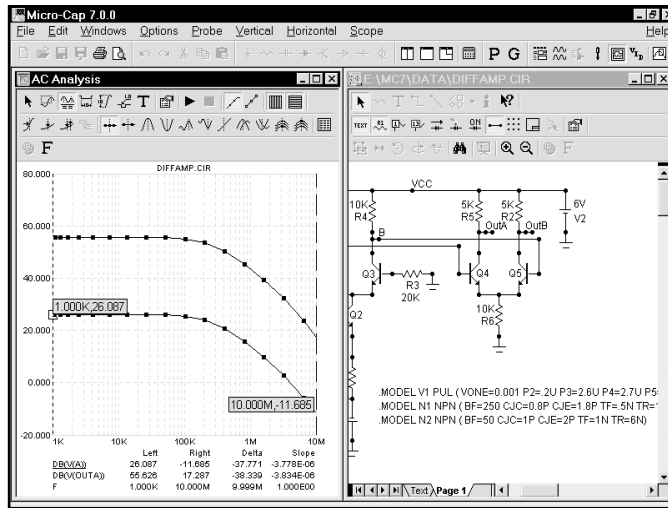 Micro-Cap 7.0.0
File Edit Windows Options Probe Vertical Horizontal Scope Help
P G
AC Analysis
T
F
E:\MC7\DATA\DIFFAMP.CIR
T
TEXT
F
DIFFAMP.CIR
80.000
60.000
40.000
20.000
0.000
-20.000
1.000K,26.087
10.000M,-11.685
1K 10K 100K 1M 10M
Left Right Delta Slope
DB(V(A)) 26.087 -11.685 -37.771 -3.778E-06
DB(V(OUTA)) 55.626 17.287 -38.339 -3.834E-06
F 1.000K 10.000M 9.999M 1.000E00
VCC
10K
R4
5K
R5
5K
R2
6V
V2
OutA
OutB
B
Q3
Q4
Q5
R3
20K
Q2
10K
R6
.MODEL V1 PUL (VONE=0.001 P2=.2U P3=2.6U P4=2.7U P5=
.MODEL N1 NPN (BF=250 CJC=0.8P CJE=1.8P TF=.5N TR=
.MODEL N2 NPN (BF=50 CJC=1P CJE=2P TF=1N TR=6N)
Text Page 1